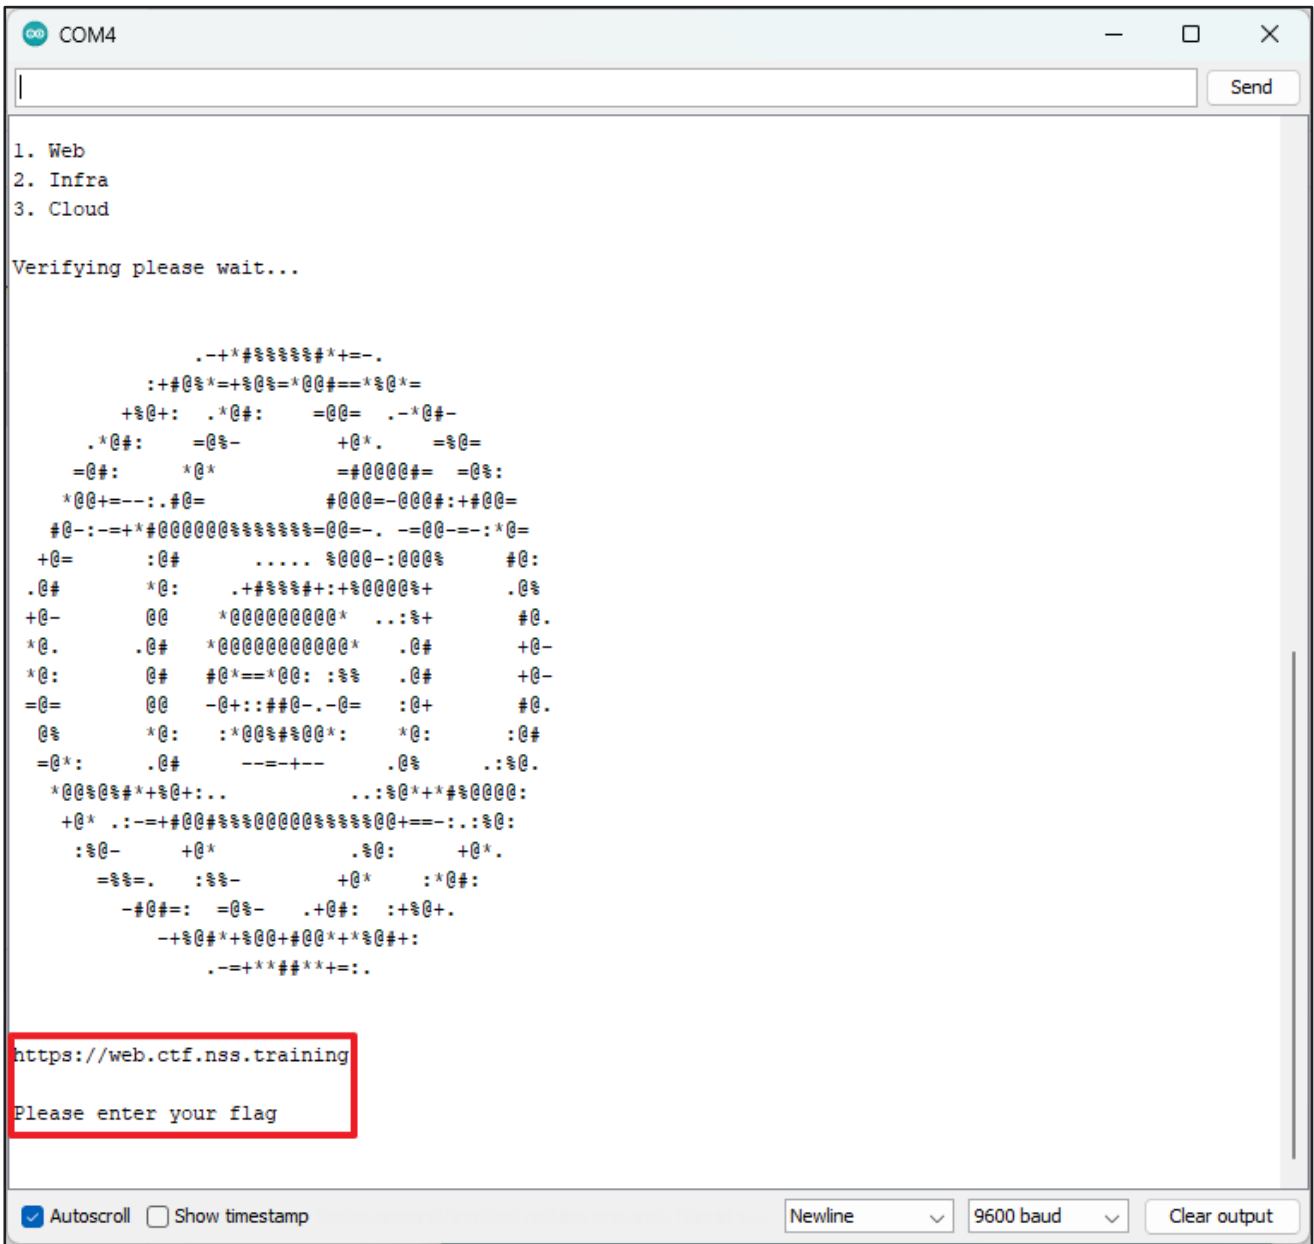 COM4
Send
1. Web
2. Infra
3. Cloud
Verifying please wait...
.-+*#%%%%%#*+=-.
:+#@%*=+%@%=*@@#==*%@*=
+%@+:  .*@#:    =@@=  .-*@#-
.*@#:    =@%-        +@*.    =%@=
=@#:     *@*          =#@@@@#=  =@%:
*@@+=--:.#@=          #@@@=-@@@#:+#@@=
#@-:-=+*#@@@@@@%%%%%%%=@@=-. -=@@-=-:*@=
+@=      :@#      ..... %@@@-:@@@%     #@:
.@#       *@:    .+#%%%#+:+%@@@@%+      .@%
+@-       @@    *@@@@@@@@@*  ..:%+       #@.
*@.      .@#   *@@@@@@@@@@@*   .@#       +@-
*@:       @#   #@*==*@@: :%%   .@#       +@-
=@=       @@   -@+::##@-.-@=   :@+       #@.
@%        *@:   :*@@%#%@@*:    *@:      :@#
=@*:     .@#     --=-+--     .@%     .:%@.
*@@%@%#*+%@+:..          ..:%@*+*#%@@@@:
+@* .:-=+#@@#%%%@@@@@%%%%%@@+==-:.:%@:
:%@-     +@*           .%@:     +@*.
=%%=.   :%%-        +@*    :*@#:
-#@#=:  =@%-   .+@#:  :+%@+.
-+%@#*+%@@+#@@*+*%@#+:
.-=+**##**+=:.
https://web.ctf.nss.training
Please enter your flag
Autoscroll Show timestamp Newline 9600 baud Clear output